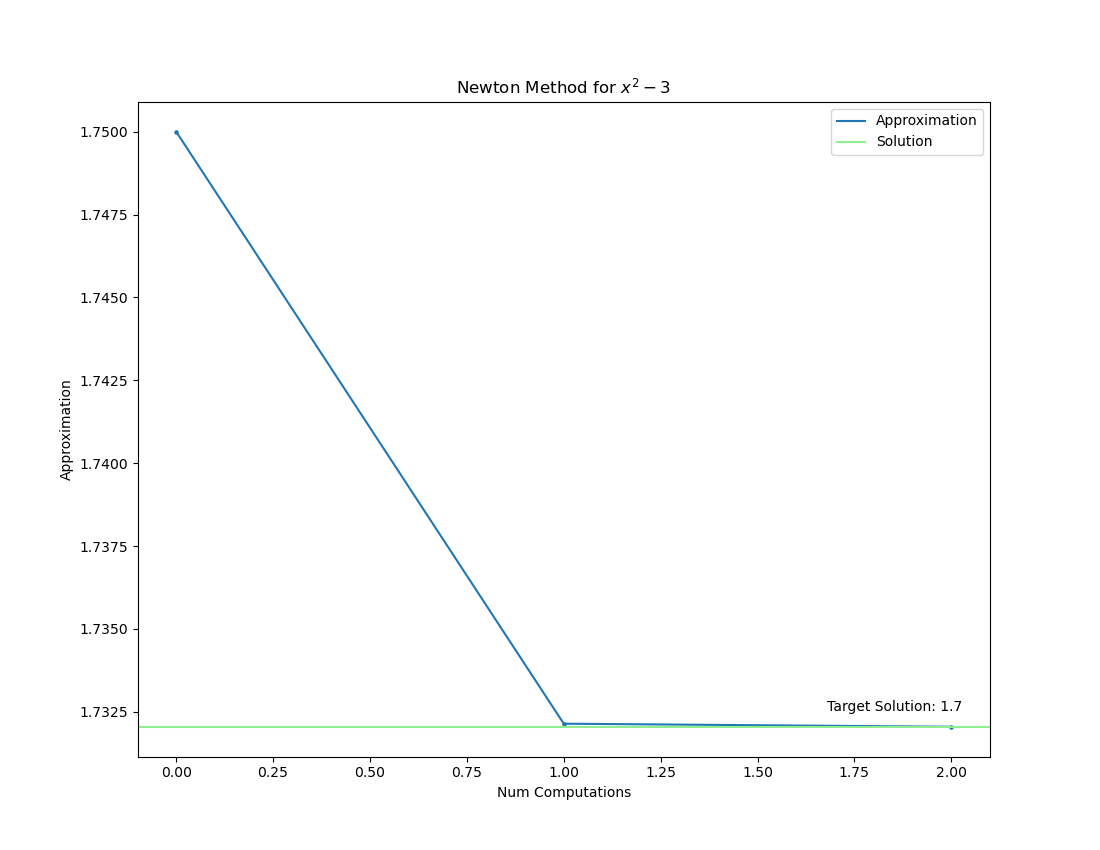 Newton Method for x² − 3
Approximation
Solution
1.7500
1.7475
1.7450
1.7425
1.7400
1.7375
1.7350
1.7325
Approximation
Target Solution: 1.7
0.00 0.25 0.50 0.75 1.00 1.25 1.50 1.75 2.00
Num Computations